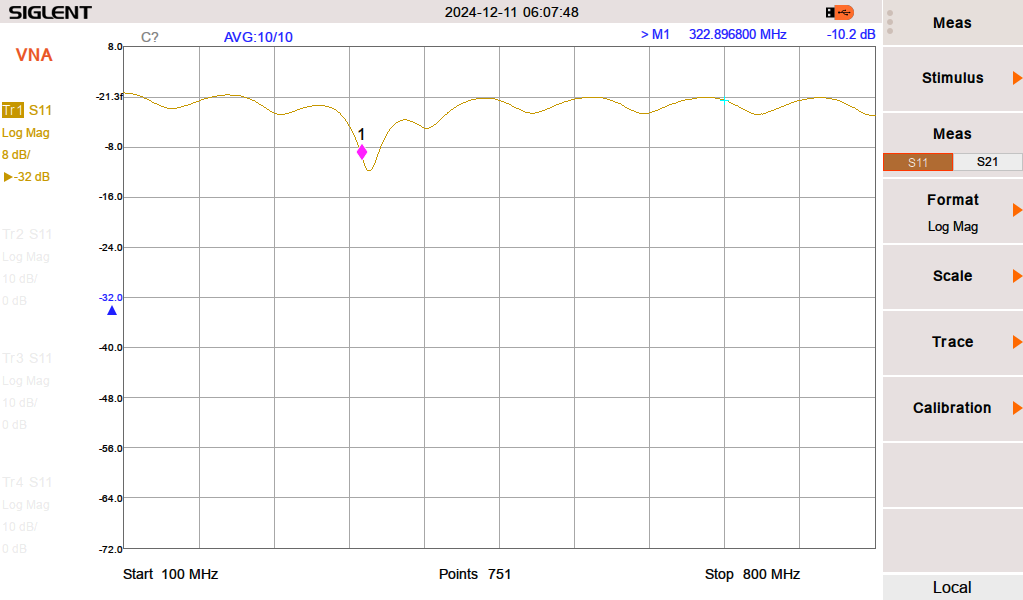 SIGLENT 2024-12-11 06:07:48
VNA
Tr1 S11
Log Mag
8 dB/
-32 dB
Tr2 S11
Log Mag
10 dB/
0 dB
Tr3 S11
Log Mag
10 dB/
0 dB
Tr4 S11
Log Mag
10 dB/
0 dB
C? AVG:10/10 > M1 322.896800 MHz -10.2 dB
8.0
-21.3f
1
-8.0
-16.0
-24.0
-32.0
-40.0
-48.0
-56.0
-64.0
-72.0
Start 100 MHz Points 751 Stop 800 MHz
Meas
Stimulus
Meas
S11 S21
Format
Log Mag
Scale
Trace
Calibration
Local